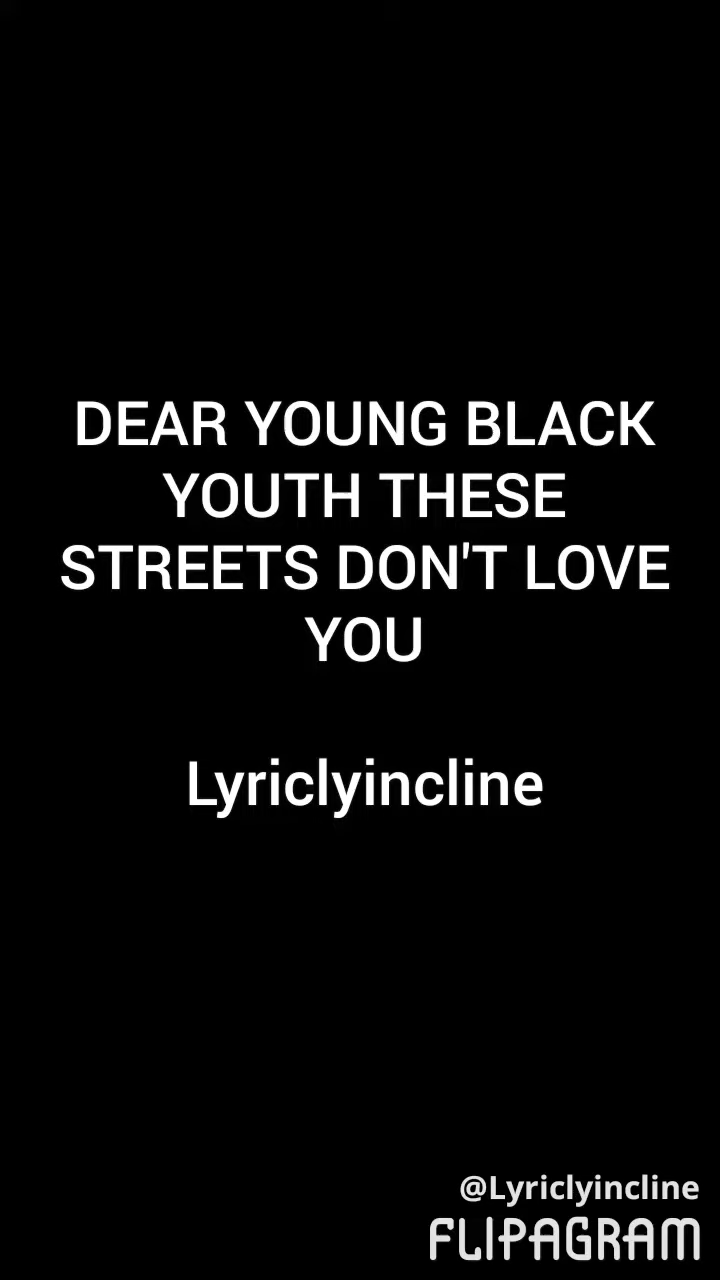 DEAR YOUNG BLACK
YOUTH THESE
STREETS DON'T LOVE
YOU
Lyriclyincline
@Lyriclyincline
FLIPAGRAM